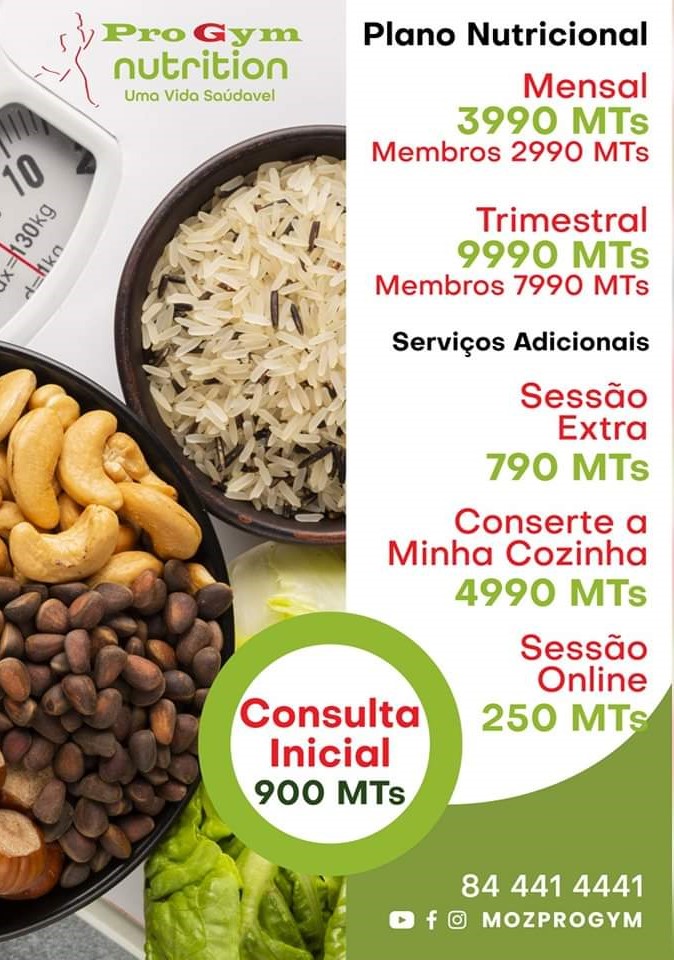 Pro Gym
nutrition
Uma Vida Saúdavel
10
130kg
Plano Nutricional
Mensal
3990 MTs
Membros 2990 MTs
Trimestral
9990 MTs
Membros 7990 MTs
Serviços Adicionais
Sessão
Extra
790 MTs
Conserte a
Minha Cozinha
4990 MTs
Sessão
Online
250 MTs
Consulta
Inicial
900 MTs
84 441 4441
MOZPROGYM